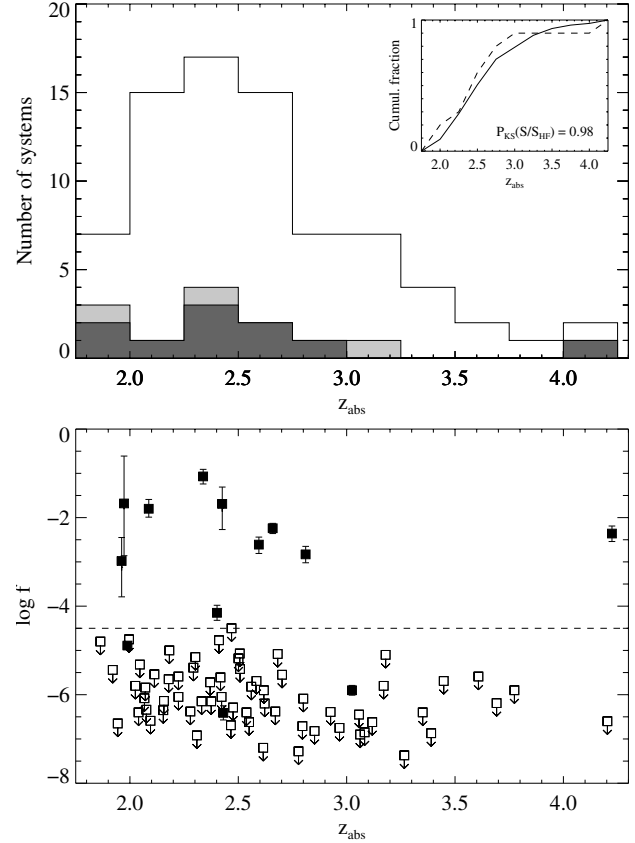 20
15
10
5
0
Number of systems
2.0 2.5 3.0 3.5 4.0
z_abs
1
0
Cumul. fraction
P_KS(S/S_HF) = 0.98
2.0 2.5 3.0 3.5 4.0
z_abs
0
−2
−4
−6
−8
log f
2.0 2.5 3.0 3.5 4.0
z_abs